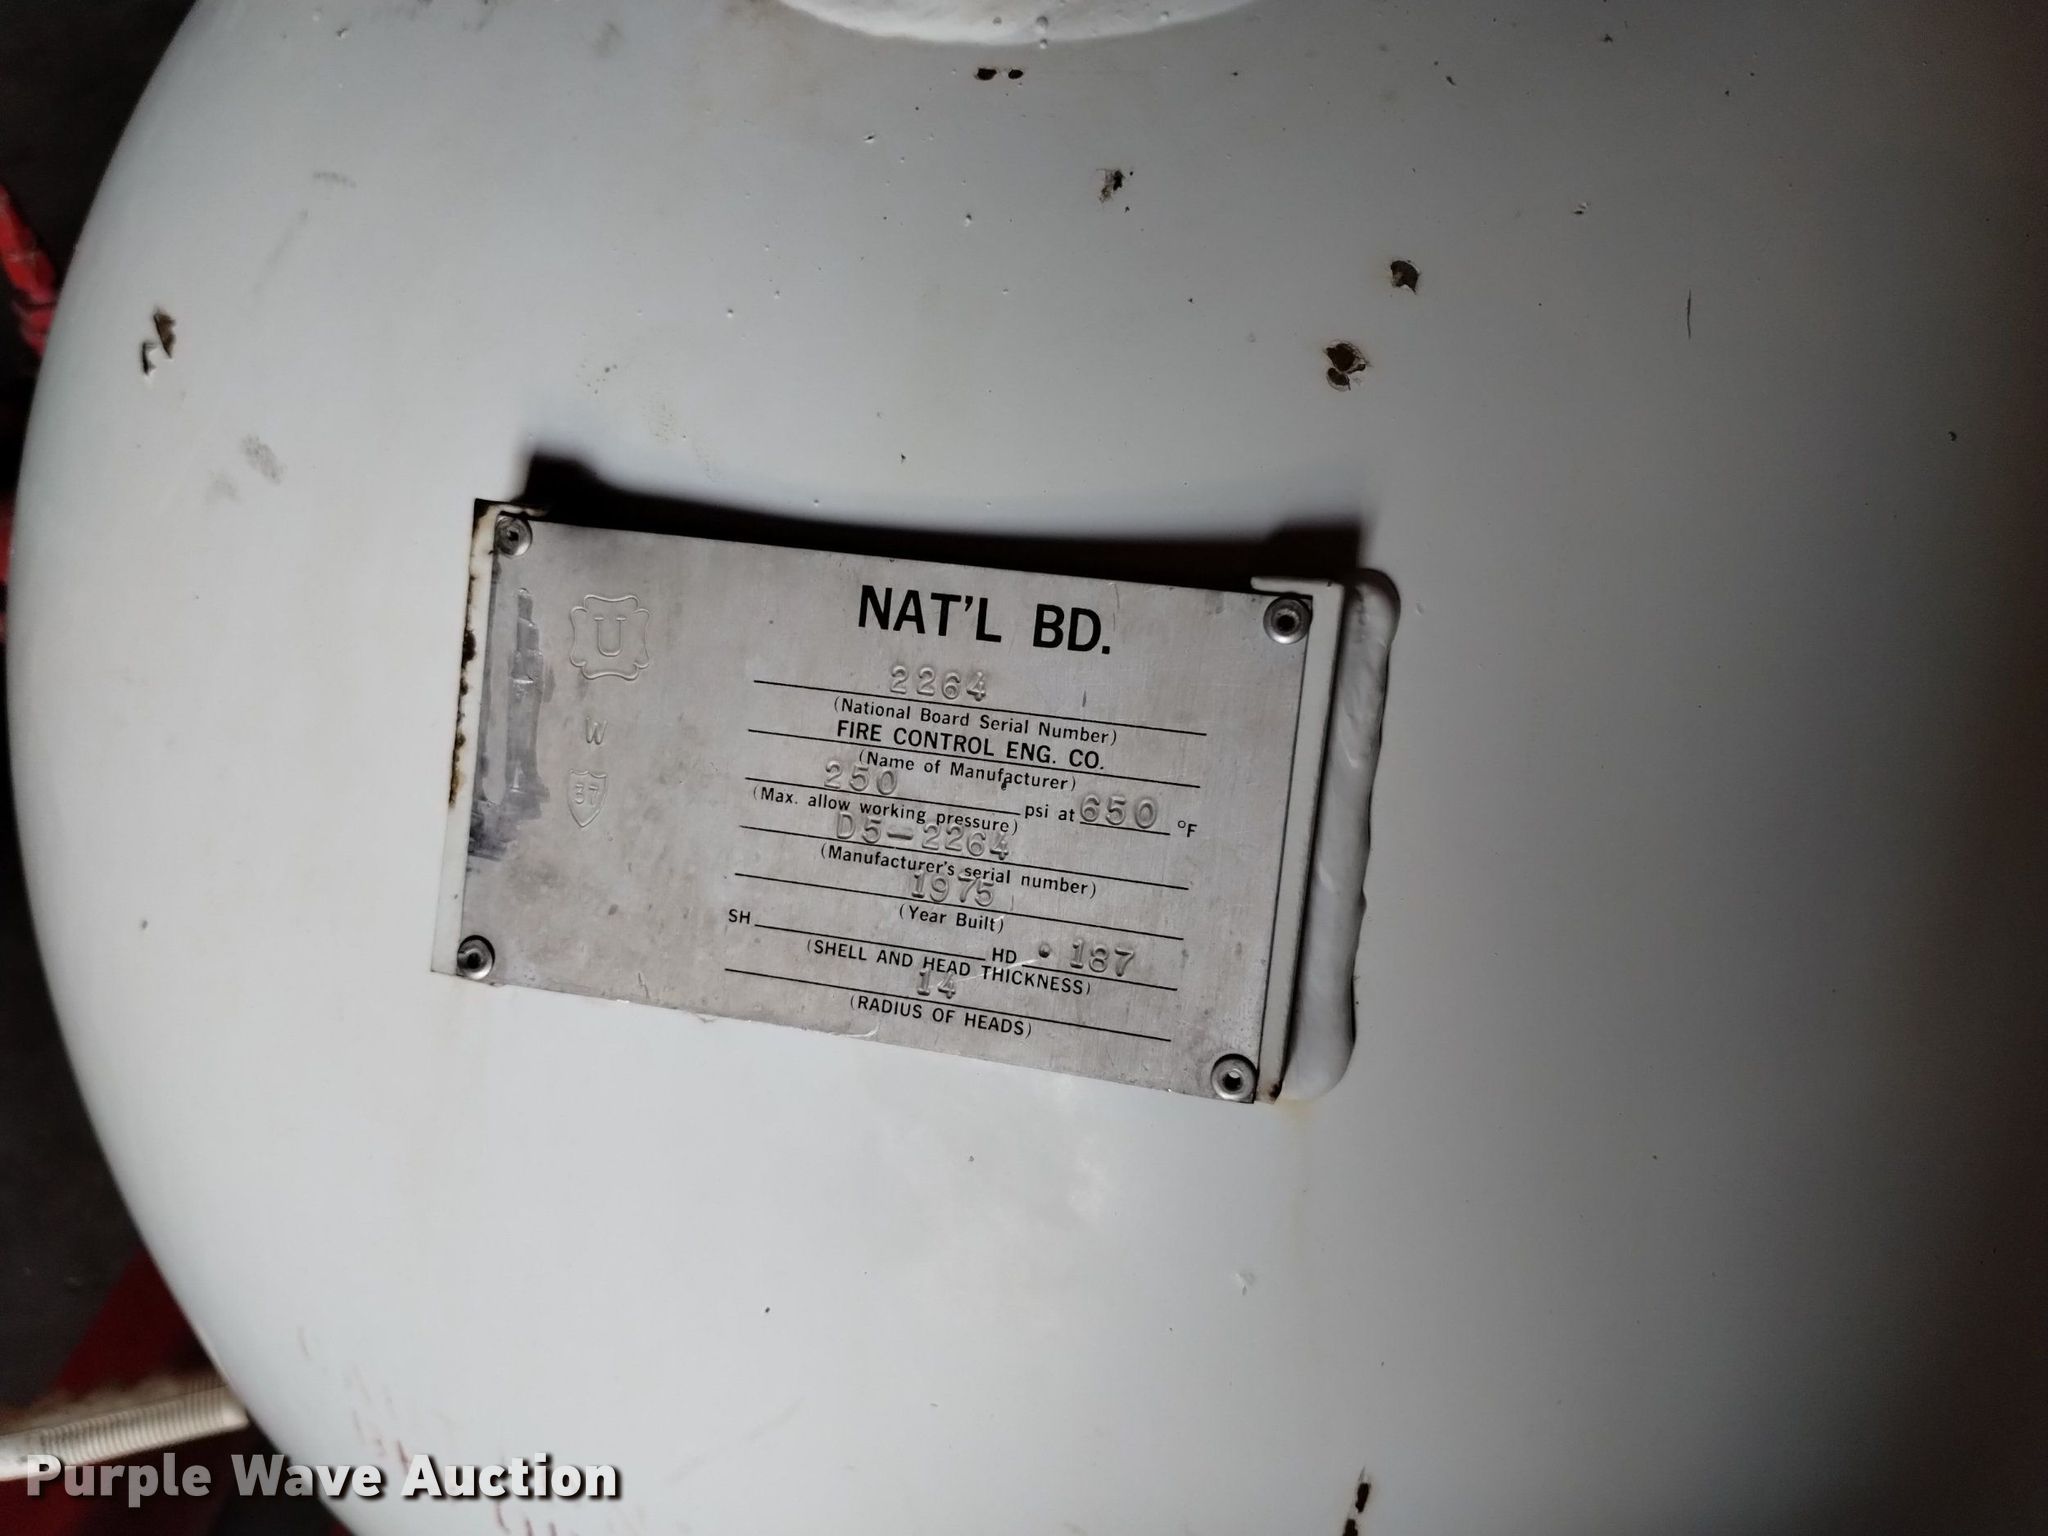 NAT'L BD.
U
2264
(National Board Serial Number)
W
FIRE CONTROL ENG. CO.
(Name of Manufacturer)
37
250 psi at 650 °F
(Max. allow working pressure)
D5-2264
(Manufacturer's serial number)
1975
(Year Built)
SH HD .187
(SHELL AND HEAD THICKNESS)
14
(RADIUS OF HEADS)
Purple Wave Auction